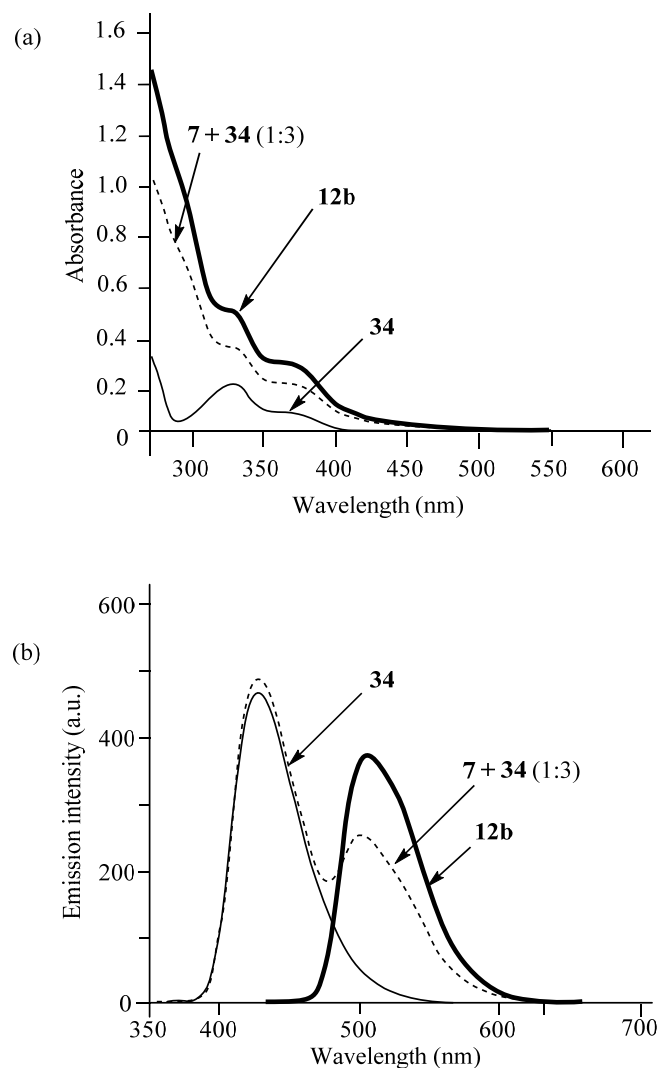 (a)
1.6
1.4
1.2
1.0
0.8
0.6
0.4
0.2
0
Absorbance
7 + 34 (1:3)
12b
34
300 350 400 450 500 550 600
Wavelength (nm)
(b)
600
400
200
0
Emission intensity (a.u.)
34
7 + 34 (1:3)
12b
350 400 500 600 700
Wavelength (nm)